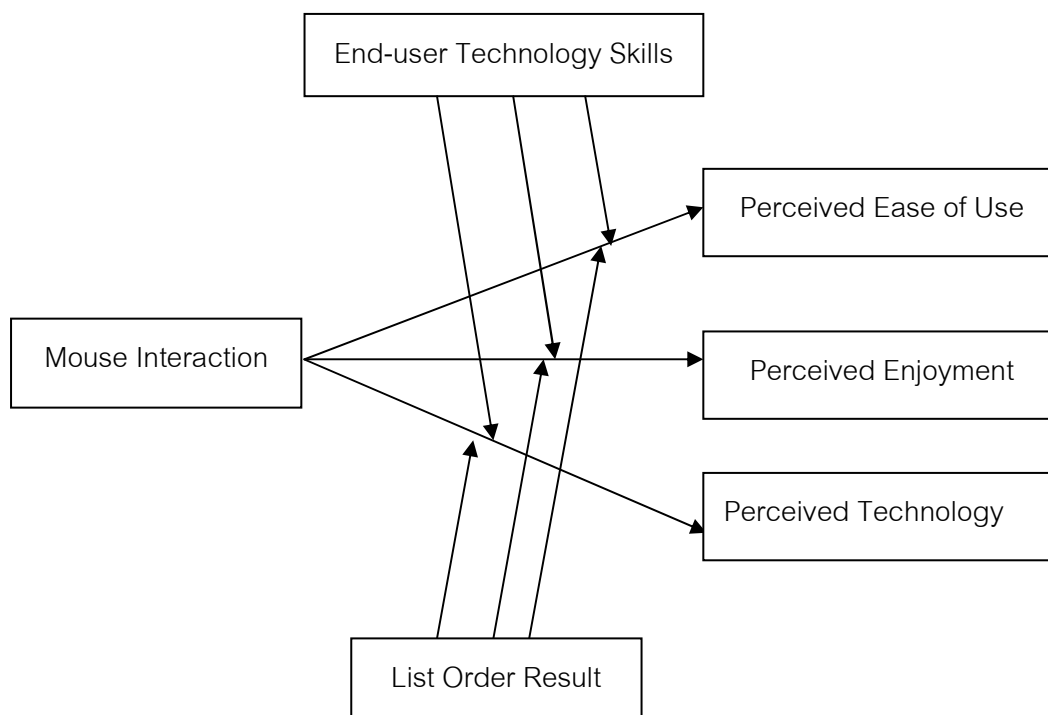 End-user Technology Skills
Perceived Ease of Use
Mouse Interaction
Perceived Enjoyment
Perceived Technology
List Order Result